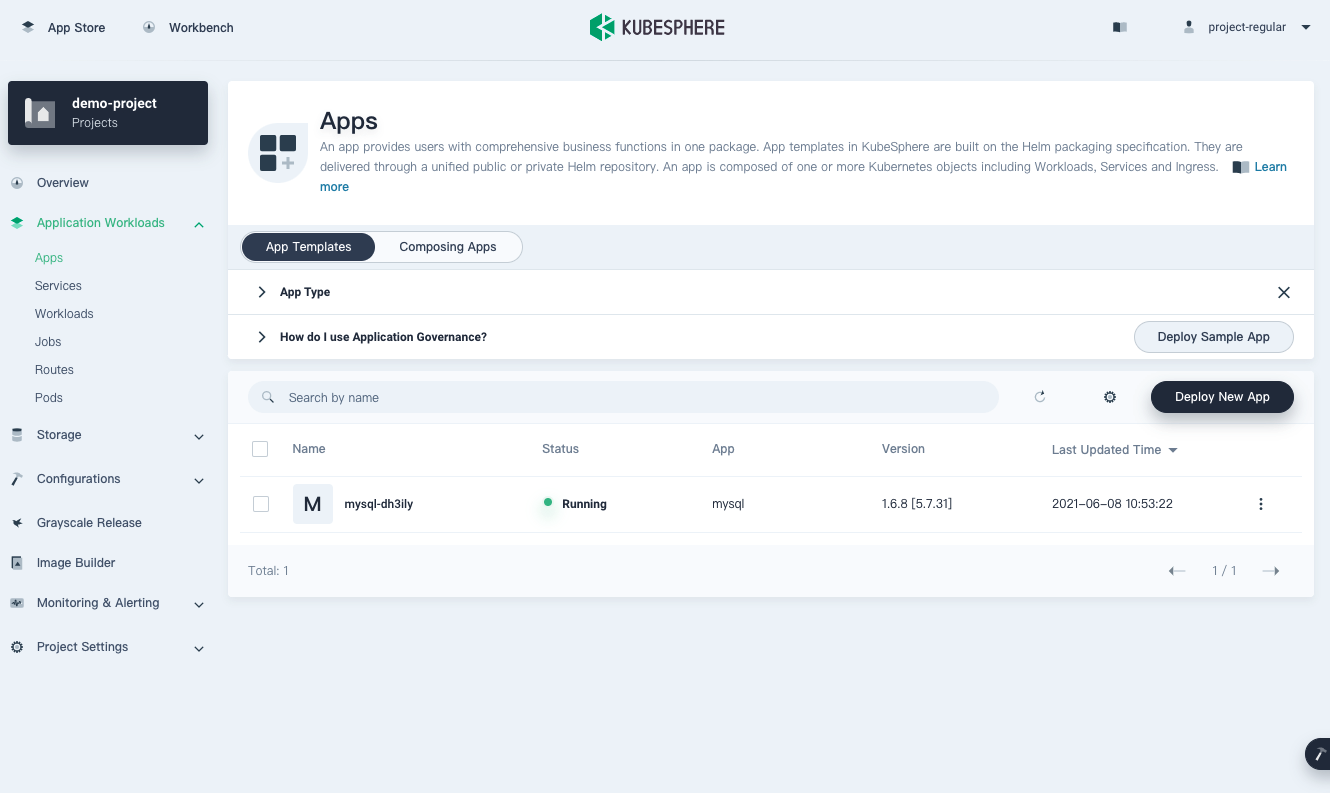 App Store
Workbench
KUBESPHERE
project-regular
demo-project
Projects
Overview
Application Workloads
Apps
Services
Workloads
Jobs
Routes
Pods
Storage
Configurations
Grayscale Release
Image Builder
Monitoring & Alerting
Project Settings
Apps
An app provides users with comprehensive business functions in one package. App templates in KubeSphere are built on the Helm packaging specification. They are
delivered through a unified public or private Helm repository. An app is composed of one or more Kubernetes objects including Workloads, Services and Ingress. Learn
more
App Templates
Composing Apps
App Type
How do I use Application Governance?
Deploy Sample App
Search by name
Deploy New App
Name Status App Version Last Updated Time
M mysql-dh3ily Running mysql 1.6.8 [5.7.31] 2021-06-08 10:53:22
Total: 1
1 / 1